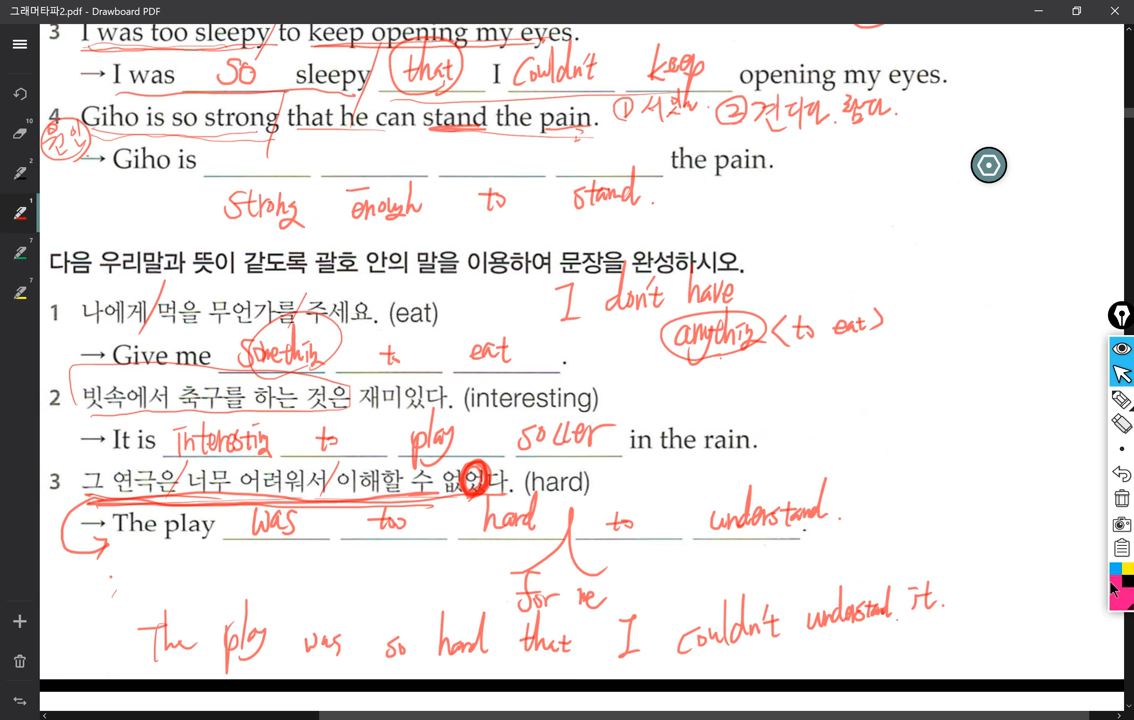 그래머타파2.pdf - Drawboard PDF
3 I was too sleepy to keep opening my eyes.
→ I was so sleepy that I couldn't keep opening my eyes.
4 Giho is so strong that he can stand the pain. ① 서있다. ② 견디다. 참다.
→ Giho is the pain.
strong enough to stand.
다음 우리말과 뜻이 같도록 괄호 안의 말을 이용하여 문장을 완성하시오.
I don't have
1 나에게 먹을 무언가를 주세요. (eat)
anything <to eat>
→ Give me something to eat .
2 빗속에서 축구를 하는 것은 재미있다. (interesting)
→ It is interesting to play soccer in the rain.
3 그 연극은 너무 어려워서 이해할 수 없었다. (hard)
→ The play was too hard to understand.
for me
The play was so hard that I couldn't understand it.